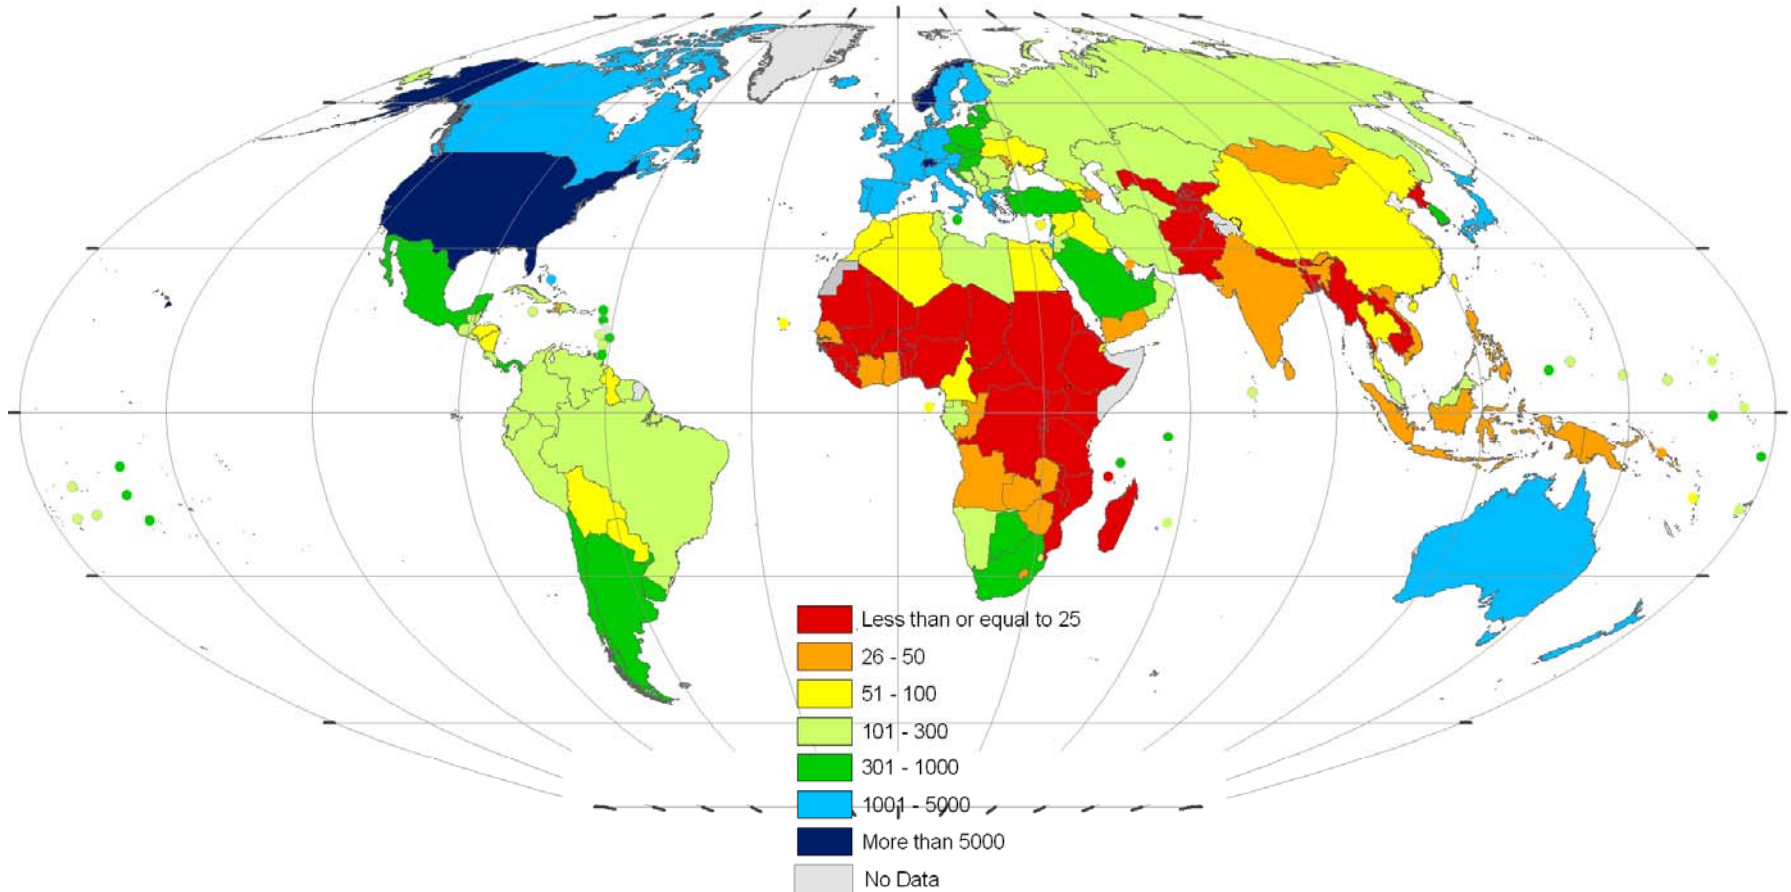 Less than or equal to 25
26 - 50
51 - 100
101 - 300
301 - 1000
1001 - 5000
More than 5000
No Data